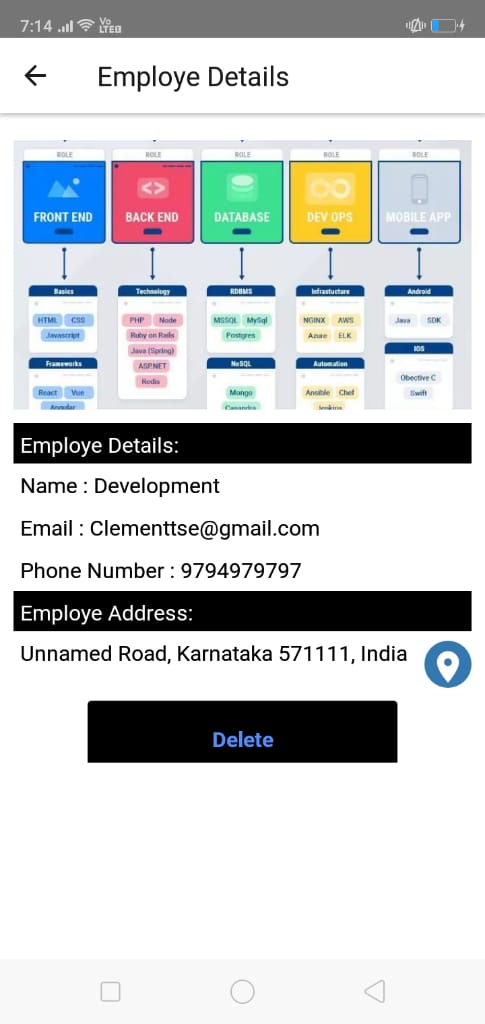 7:14 Vo LTE
Employe Details
ROLE ROLE ROLE ROLE ROLE
FRONT END BACK END DATABASE DEV OPS MOBILE APP
Basics Technology RDBMS Infrastucture Android
HTML CSS PHP Node MSSQL MySql NGINX AWS Java SDK
Javascript Ruby on Rails Postgres Azure ELK
Java (Spring) IOS
Frameworks ASP.NET NoSQL Automation Obective C
React Vue Redis Mongo Ansible Chef Swift
Angular Casandra Jenkins
Employe Details:
Name : Development
Email : Clementtse@gmail.com
Phone Number : 9794979797
Employe Address:
Unnamed Road, Karnataka 571111, India
Delete